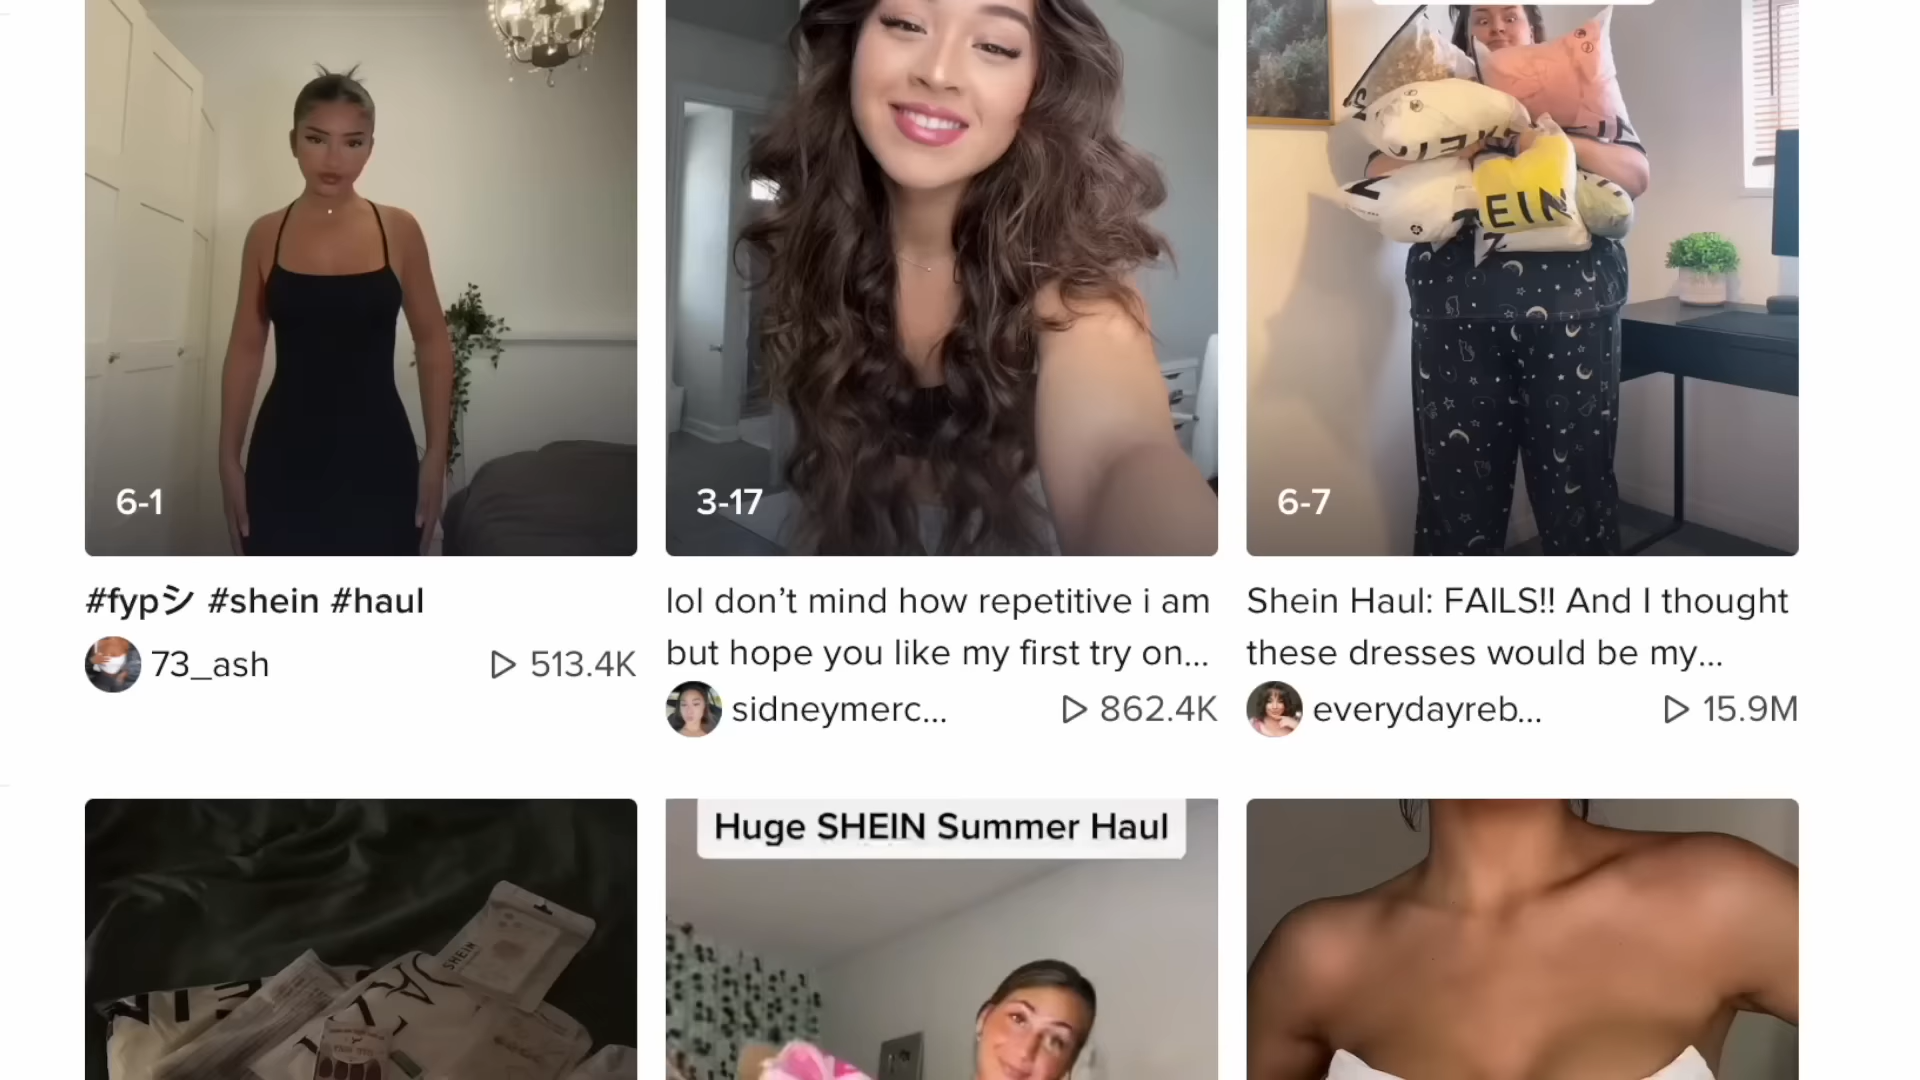 SHEIN
6-1
3-17
6-7
#fypシ #shein #haul
lol don’t mind how repetitive i am
but hope you like my first try on...
Shein Haul: FAILS!! And I thought
these dresses would be my...
73_ash
513.4K
sidneymerc...
862.4K
everydayreb...
15.9M
Huge SHEIN Summer Haul
SHEIN